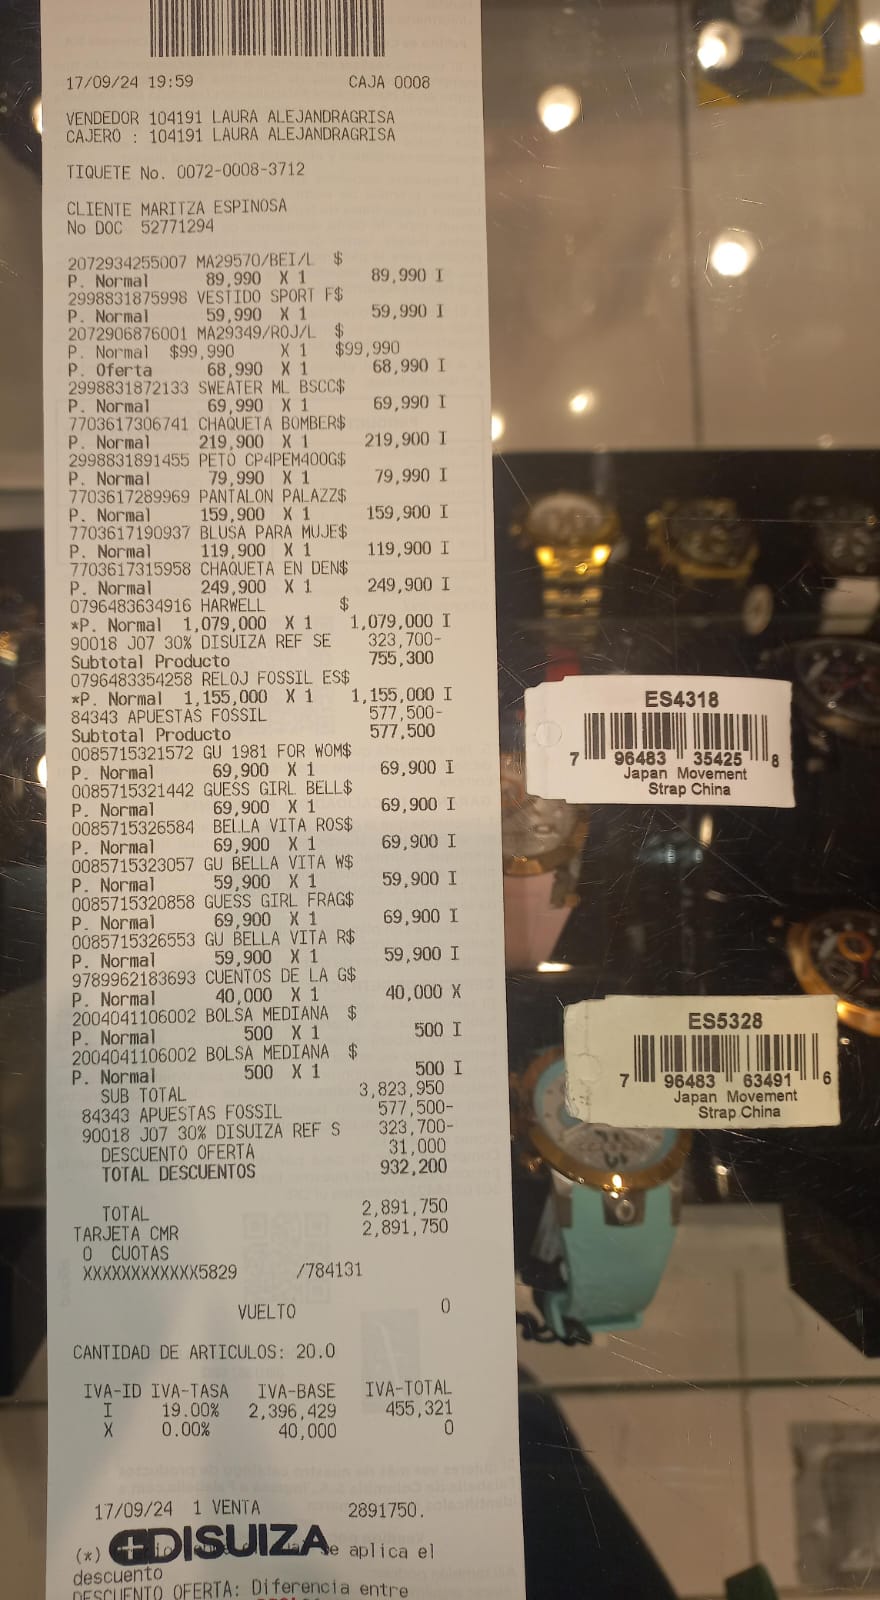 17/09/24 19:59 CAJA 0008
VENDEDOR 104191 LAURA ALEJANDRAGRISA
CAJERO : 104191 LAURA ALEJANDRAGRISA
TIQUETE No. 0072-0008-3712
CLIENTE MARITZA ESPINOSA
No DOC 52771294
2072934255007 MA29570/BEI/L $
P. Normal 89,990 X 1 89,990 I
2998831875998 VESTIDO SPORT F$
P. Normal 59,990 X 1 59,990 I
2072906876001 MA29349/ROJ/L $
P. Normal $99,990 X 1 $99,990
P. Oferta 68,990 X 1 68,990 I
2998831872133 SWEATER ML BSCC$
P. Normal 69,990 X 1 69,990 I
7703617306741 CHAQUETA BOMBER$
P. Normal 219,900 X 1 219,900 I
2998831891455 PETO CP4PEM400G$
P. Normal 79,990 X 1 79,990 I
7703617289969 PANTALON PALAZZ$
P. Normal 159,900 X 1 159,900 I
7703617190937 BLUSA PARA MUJE$
P. Normal 119,900 X 1 119,900 I
7703617315958 CHAQUETA EN DEN$
P. Normal 249,900 X 1 249,900 I
0796483634916 HARWELL $
*P. Normal 1,079,000 X 1 1,079,000 I
90018 J07 30% DISUIZA REF SE 323,700-
Subtotal Producto 755,300
0796483354258 RELOJ FOSSIL ES$
*P. Normal 1,155,000 X 1 1,155,000 I
84343 APUESTAS FOSSIL 577,500-
Subtotal Producto 577,500
0085715321572 GU 1981 FOR WOM$
P. Normal 69,900 X 1 69,900 I
0085715321442 GUESS GIRL BELL$
P. Normal 69,900 X 1 69,900 I
0085715326584 BELLA VITA ROS$
P. Normal 69,900 X 1 69,900 I
0085715323057 GU BELLA VITA W$
P. Normal 59,900 X 1 59,900 I
0085715320858 GUESS GIRL FRAG$
P. Normal 69,900 X 1 69,900 I
0085715326553 GU BELLA VITA R$
P. Normal 59,900 X 1 59,900 I
9789962183693 CUENTOS DE LA G$
P. Normal 40,000 X 1 40,000 X
2004041106002 BOLSA MEDIANA $
P. Normal 500 X 1 500 I
2004041106002 BOLSA MEDIANA $
P. Normal 500 X 1 500 I
SUB TOTAL 3,823,950
84343 APUESTAS FOSSIL 577,500-
90018 J07 30% DISUIZA REF S 323,700-
DESCUENTO OFERTA 31,000
TOTAL DESCUENTOS 932,200
TOTAL 2,891,750
TARJETA CMR 2,891,750
0 CUOTAS
XXXXXXXXXXXX5829 /784131
VUELTO 0
CANTIDAD DE ARTICULOS: 20.0
IVA-ID IVA-TASA IVA-BASE IVA-TOTAL
I 19.00% 2,396,429 455,321
X 0.00% 40,000 0
17/09/24 1 VENTA 2891750.
DISUIZA
(*) se aplica el
descuento
DESCUENTO OFERTA: Diferencia entre
ES4318
7 96483 35425 8
Japan Movement
Strap China
ES5328
7 96483 63491 6
Japan Movement
Strap China